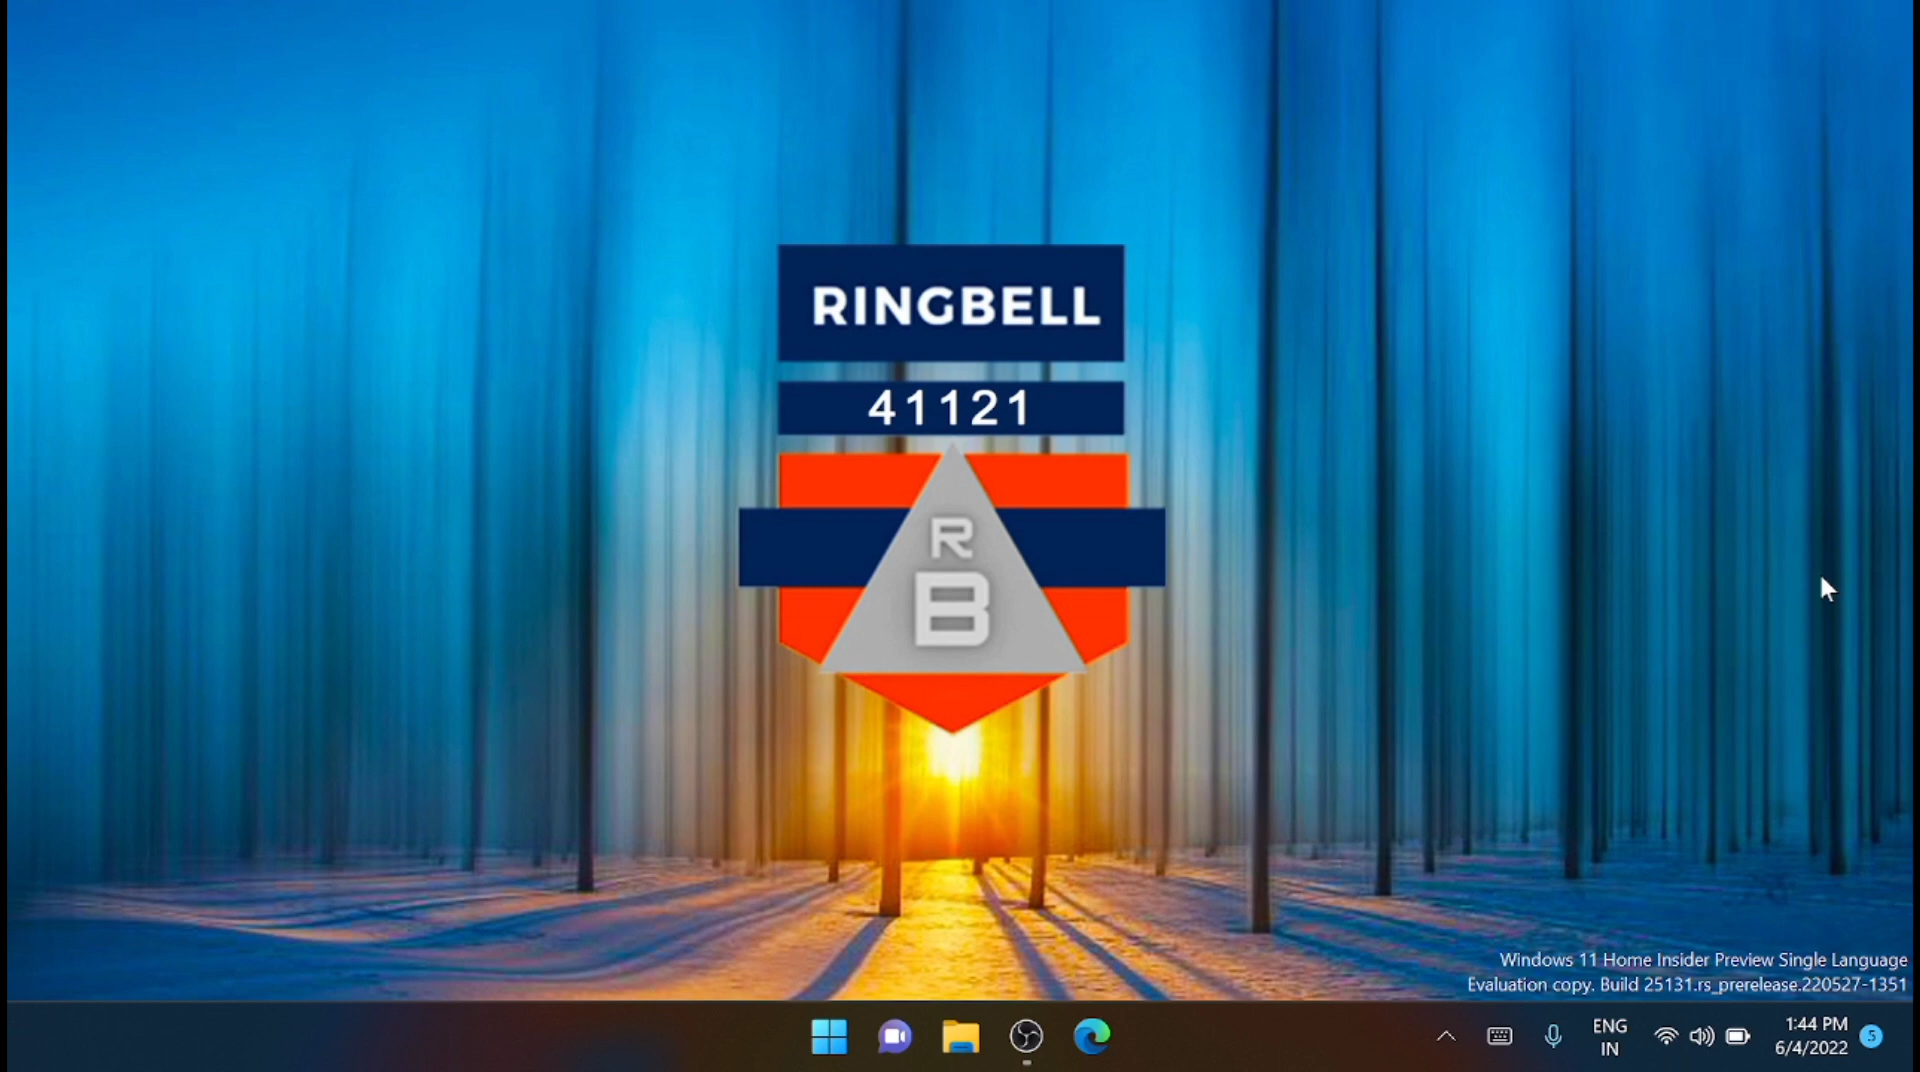 RINGBELL
41121
R
B
Windows 11 Home Insider Preview Single Language
Evaluation copy. Build 25131.rs_prerelease.220527-1351
ENG
IN
1:44 PM
6/4/2022
5